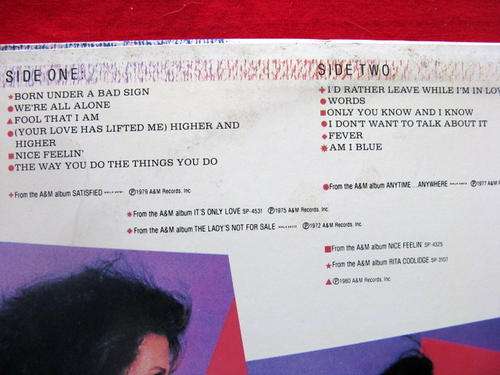 SIDE ONE
★BORN UNDER A BAD SIGN
●WE'RE ALL ALONE
▲FOOL THAT I AM
●(YOUR LOVE HAS LIFTED ME) HIGHER AND
HIGHER
■NICE FEELIN'
●THE WAY YOU DO THE THINGS YOU DO
SIDE TWO
✚I'D RATHER LEAVE WHILE I'M IN LOV
●WORDS
■ONLY YOU KNOW AND I KNOW
●I DON'T WANT TO TALK ABOUT IT
◆FEVER
✸AM I BLUE
✚From the A&M album SATISFIED ℗1979 A&M Records, Inc.
●From the A&M album ANYTIME...ANYWHERE ℗1977 A&M
✸From the A&M album IT'S ONLY LOVE SP-4531 ℗1975 A&M Records, Inc.
◆From the A&M album THE LADY'S NOT FOR SALE ℗1972 A&M Records, Inc.
■From the A&M album NICE FEELIN' SP-4325
★From the A&M album RITA COOLIDGE SP-3107
▲℗1980 A&M Records, Inc.